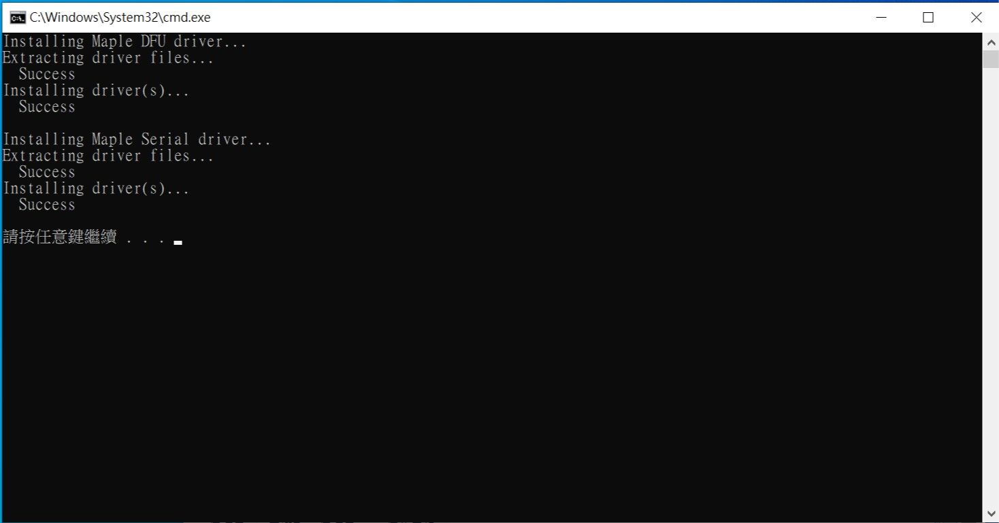 C:\Windows\System32\cmd.exe
Installing Maple DFU driver...
Extracting driver files...
Success
Installing driver(s)...
Success
Installing Maple Serial driver...
Extracting driver files...
Success
Installing driver(s)...
Success
請按任意鍵繼續 . . .